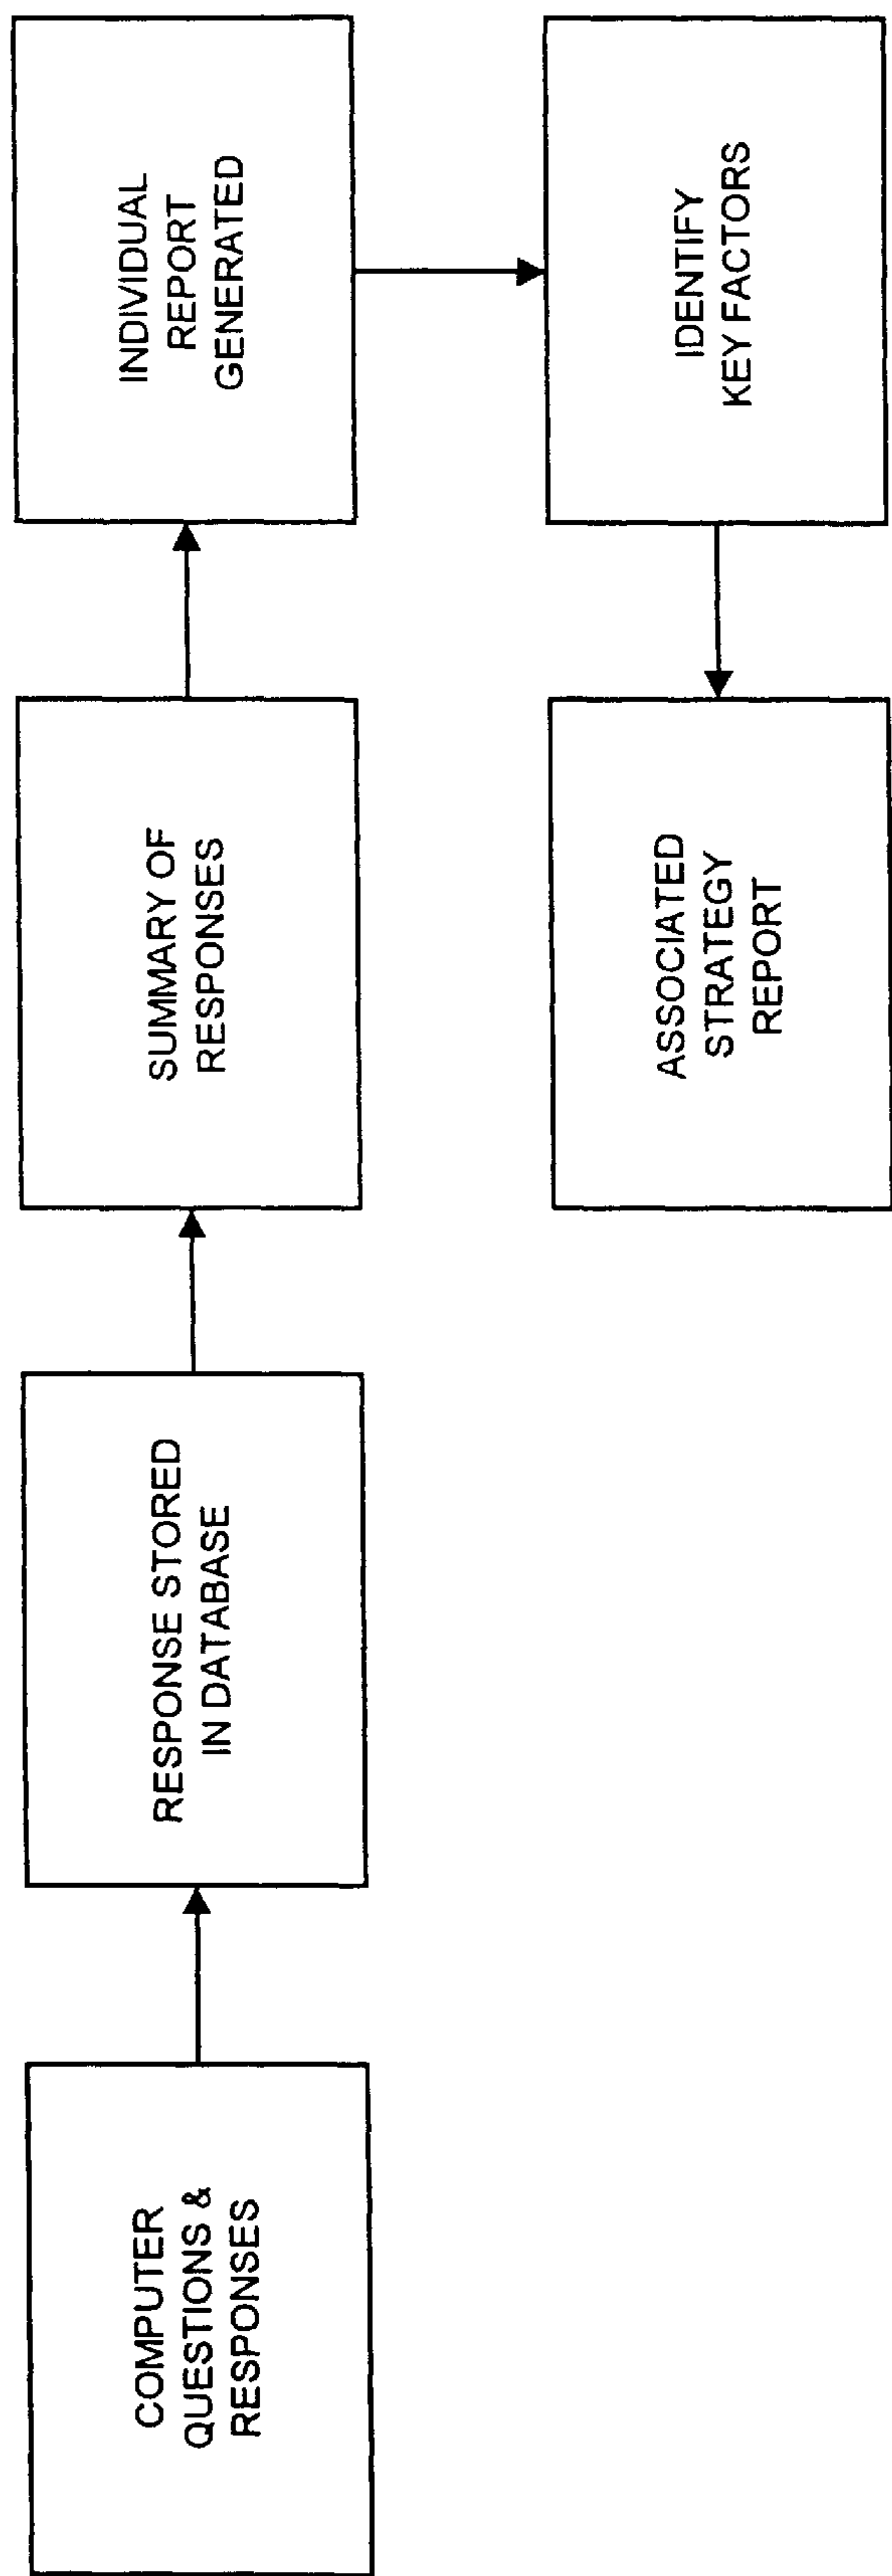 COMPUTER
QUESTIONS &
RESPONSES
RESPONSE STORED
IN DATABASE
SUMMARY OF
RESPONSES
INDIVIDUAL
REPORT
GENERATED
IDENTIFY
KEY FACTORS
ASSOCIATED
STRATEGY
REPORT